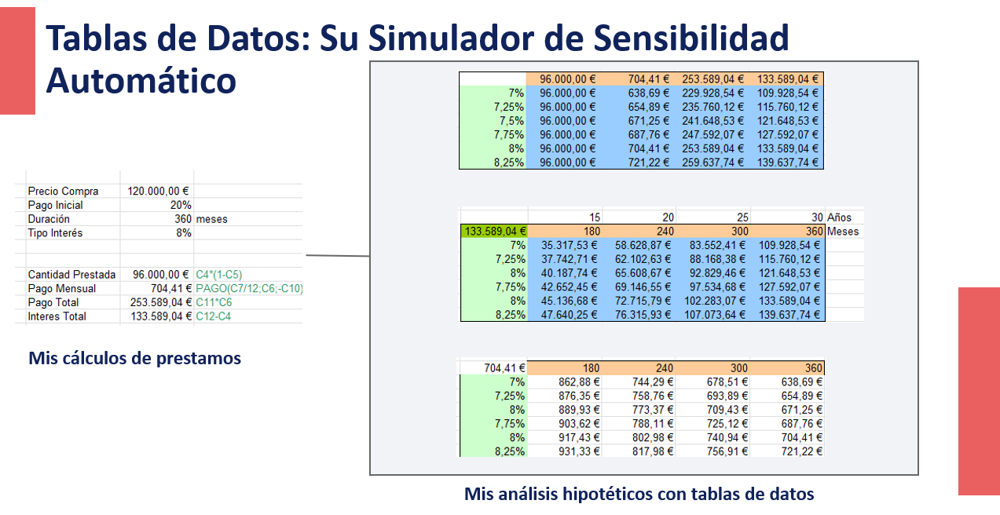 Tablas de Datos: Su Simulador de Sensibilidad
Automático
Precio Compra 120.000,00 €
Pago Inicial 20%
Duración 360 meses
Tipo Interés 8%
Cantidad Prestada 96.000,00 € C4*(1-C5)
Pago Mensual 704,41 € PAGO(C7/12;C6;-C10)
Pago Total 253.589,04 € C11*C6
Interes Total 133.589,04 € C12-C4
Mis cálculos de prestamos
96.000,00 € 704,41 € 253.589,04 € 133.589,04 €
7% 96.000,00 € 638,69 € 229.928,54 € 109.928,54 €
7,25% 96.000,00 € 654,89 € 235.760,12 € 115.760,12 €
7,5% 96.000,00 € 671,25 € 241.648,53 € 121.648,53 €
7,75% 96.000,00 € 687,76 € 247.592,07 € 127.592,07 €
8% 96.000,00 € 704,41 € 253.589,04 € 133.589,04 €
8,25% 96.000,00 € 721,22 € 259.637,74 € 139.637,74 €
15 20 25 30 Años
133.589,04 € 180 240 300 360 Meses
7% 35.317,53 € 58.628,87 € 83.552,41 € 109.928,54 €
7,25% 37.742,71 € 62.102,63 € 88.168,38 € 115.760,12 €
8% 40.187,74 € 65.608,67 € 92.829,46 € 121.648,53 €
7,75% 42.652,45 € 69.146,55 € 97.534,68 € 127.592,07 €
8% 45.136,68 € 72.715,79 € 102.283,07 € 133.589,04 €
8,25% 47.640,25 € 76.315,93 € 107.073,64 € 139.637,74 €
704,41 € 180 240 300 360
7% 862,88 € 744,29 € 678,51 € 638,69 €
7,25% 876,35 € 758,76 € 693,89 € 654,89 €
8% 889,93 € 773,37 € 709,43 € 671,25 €
7,75% 903,62 € 788,11 € 725,12 € 687,76 €
8% 917,43 € 802,98 € 740,94 € 704,41 €
8,25% 931,33 € 817,98 € 756,91 € 721,22 €
Mis análisis hipotéticos con tablas de datos